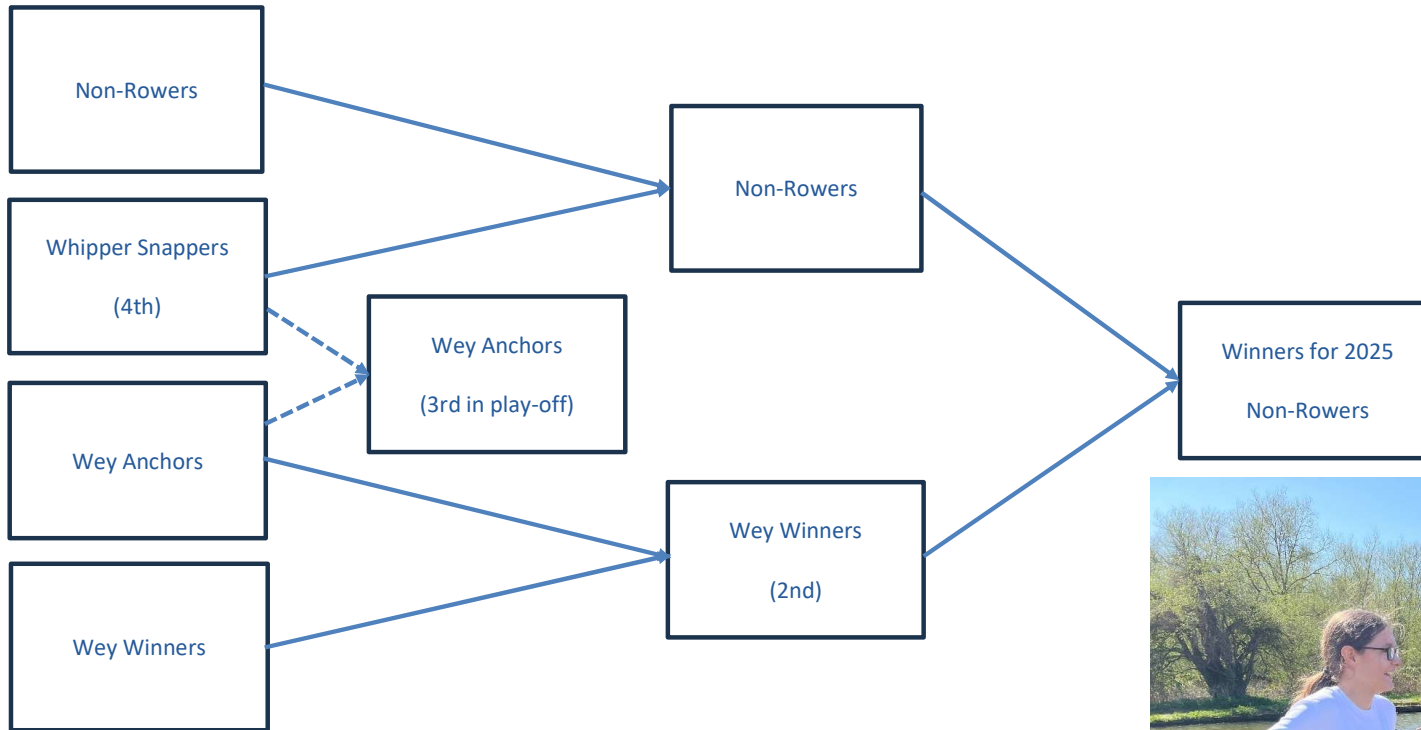 Non-Rowers
Whipper Snappers
(4th)
Wey Anchors
Wey Winners
Wey Anchors
(3rd in play-off)
Non-Rowers
Wey Winners
(2nd)
Winners for 2025
Non-Rowers